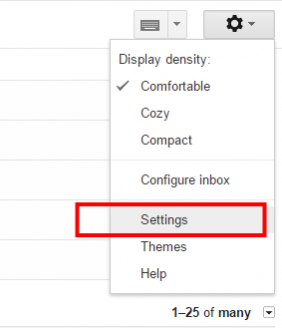 Display density:
Comfortable
Cozy
Compact
Configure inbox
Settings
Themes
Help
1–25 of many